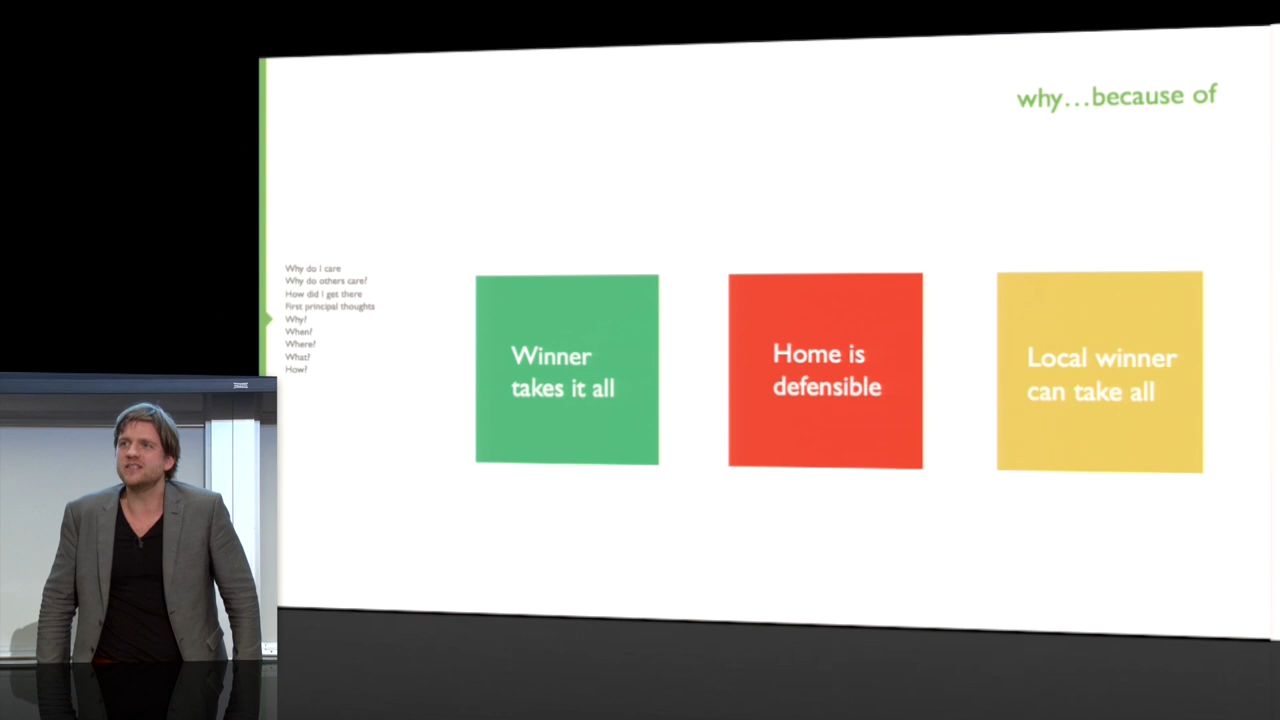 why...because of
Why do I care
Why do others care?
How did I get there
First principal thoughts
Why?
When?
Where?
What?
How?
Winner
takes it all
Home is
defensible
Local winner
can take all